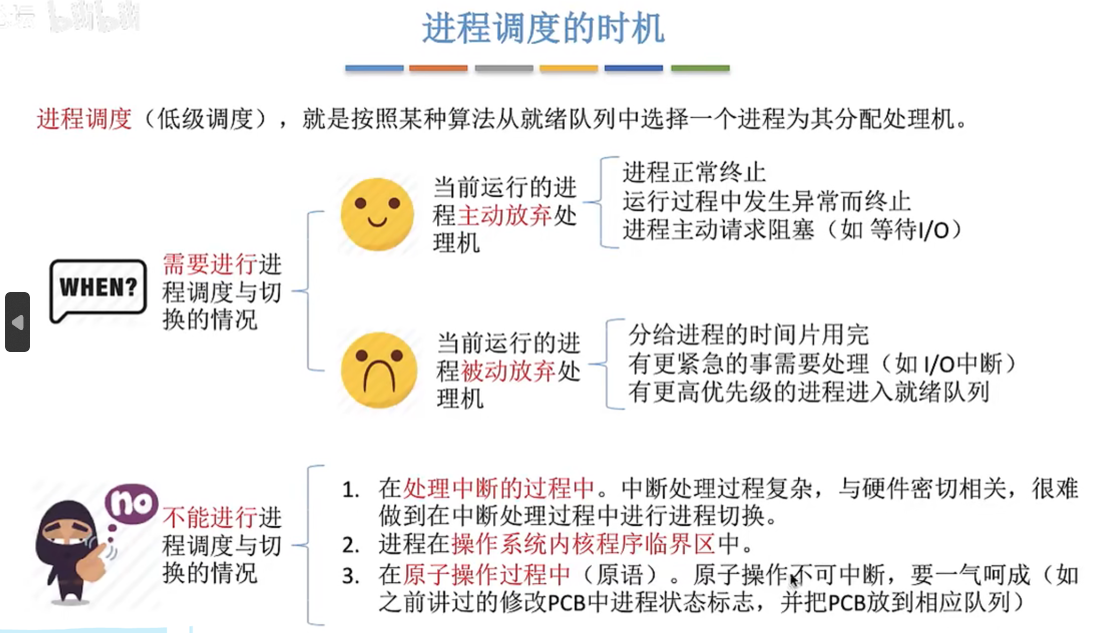 进程调度的时机
进程调度（低级调度），就是按照某种算法从就绪队列中选择一个进程为其分配处理机。
WHEN?
需要进行进
程调度与切
换的情况
当前运行的进
程主动放弃处
理机
进程正常终止
运行过程中发生异常而终止
进程主动请求阻塞（如 等待I/O）
当前运行的进
程被动放弃处
理机
分给进程的时间片用完
有更紧急的事需要处理（如 I/O中断）
有更高优先级的进程进入就绪队列
no
不能进行进
程调度与切
换的情况
1. 在处理中断的过程中。中断处理过程复杂，与硬件密切相关，很难
做到在中断处理过程中进行进程切换。
2. 进程在操作系统内核程序临界区中。
3. 在原子操作过程中（原语）。原子操作不可中断，要一气呵成（如
之前讲过的修改PCB中进程状态标志，并把PCB放到相应队列）